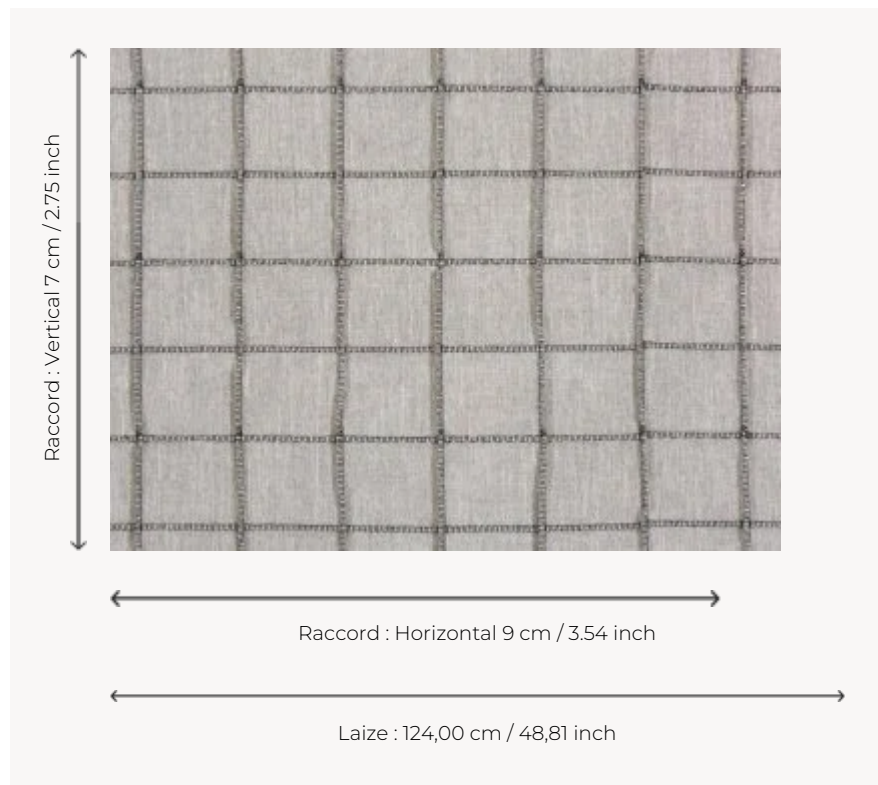 Raccord : Vertical 7 cm / 2.75 inch
Raccord : Horizontal 9 cm / 3.54 inch
Laize : 124,00 cm / 48,81 inch